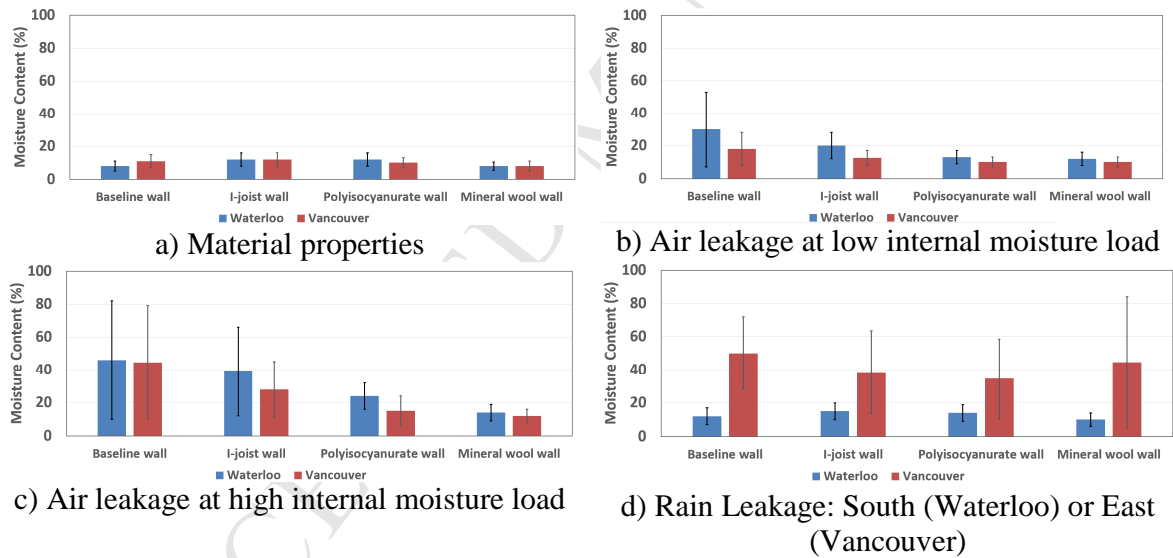 100
80
60
40
20
0
Moisture Content (%)
Baseline wall I-joist wall Polyisocyanurate wall Mineral wool wall
Waterloo Vancouver
a) Material properties
100
80
60
40
20
0
Moisture Content (%)
Baseline wall I-joist wall Polyisocyanurate wall Mineral wool wall
Waterloo Vancouver
b) Air leakage at low internal moisture load
100
80
60
40
20
0
Moisture Content (%)
Baseline wall I-joist wall Polyisocyanurate wall Mineral wool wall
Waterloo Vancouver
c) Air leakage at high internal moisture load
100
80
60
40
20
0
Moisture Content (%)
Baseline wall I-joist wall Polyisocyanurate wall Mineral wool wall
Waterloo Vancouver
d) Rain Leakage: South (Waterloo) or East
(Vancouver)